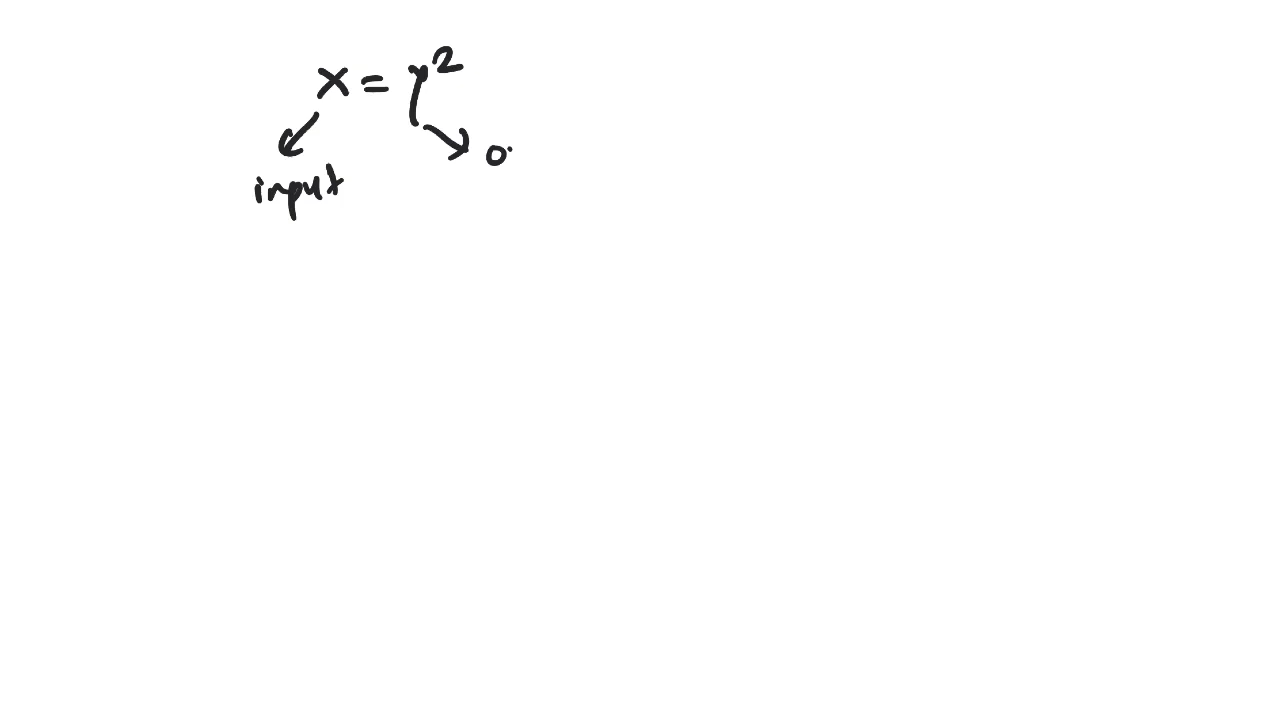 x = y²
o
input